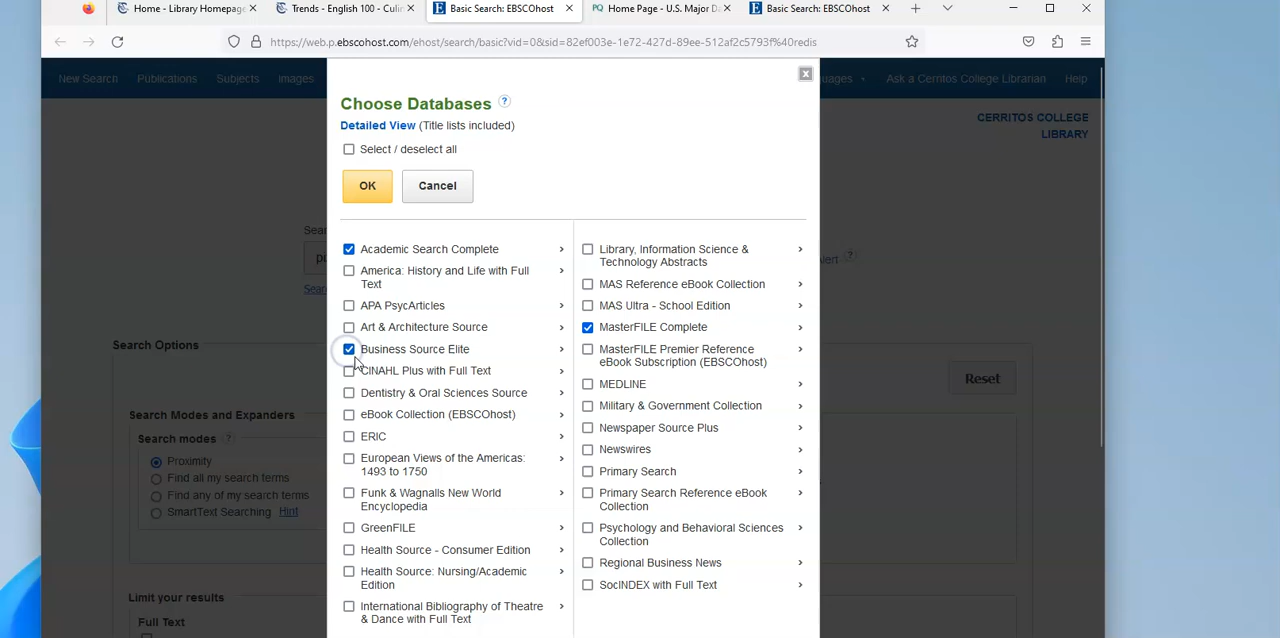 Home - Library Homepage
Trends - English 100 - Culin
Basic Search: EBSCOhost
PQ Home Page - U.S. Major Da
Basic Search: EBSCOhost
https://web.p.ebscohost.com/ehost/search/basic?vid=0&sid=82ef003e-1e72-427d-89ee-512af2c5793f%40redis
New Search Publications Subjects Images
uages Ask a Cerritos College Librarian Help
CERRITOS COLLEGE
LIBRARY
Choose Databases ?
Detailed View (Title lists included)
Select / deselect all
OK Cancel
Academic Search Complete
America: History and Life with Full
Text
APA PsycArticles
Art & Architecture Source
Business Source Elite
CINAHL Plus with Full Text
Dentistry & Oral Sciences Source
eBook Collection (EBSCOhost)
ERIC
European Views of the Americas:
1493 to 1750
Funk & Wagnalls New World
Encyclopedia
GreenFILE
Health Source - Consumer Edition
Health Source: Nursing/Academic
Edition
International Bibliography of Theatre
& Dance with Full Text
Library, Information Science &
Technology Abstracts
MAS Reference eBook Collection
MAS Ultra - School Edition
MasterFILE Complete
MasterFILE Premier Reference
eBook Subscription (EBSCOhost)
MEDLINE
Military & Government Collection
Newspaper Source Plus
Newswires
Primary Search
Primary Search Reference eBook
Collection
Psychology and Behavioral Sciences
Collection
Regional Business News
SocINDEX with Full Text
Search Options
Reset
Search Modes and Expanders
Search modes ?
Proximity
Find all my search terms
Find any of my search terms
SmartText Searching Hint
Limit your results
Full Text